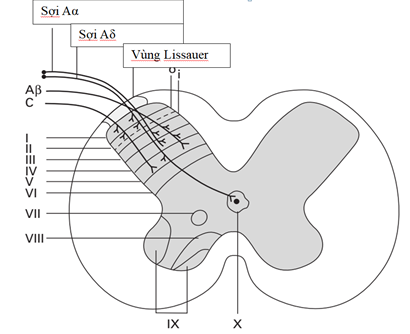 Sợi Aα
Sợi Aδ
Vùng Lissauer
o i
Aβ
C
I
II
III
IV
V
VI
VII
VIII
IX
X